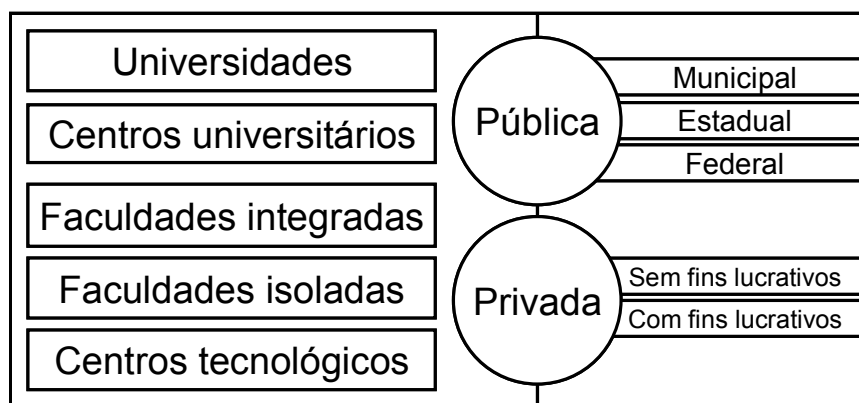 Universidades
Centros universitários
Faculdades integradas
Faculdades isoladas
Centros tecnológicos
Pública
Municipal
Estadual
Federal
Privada
Sem fins lucrativos
Com fins lucrativos